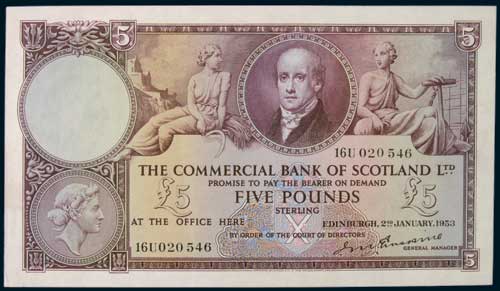 5 5
16U 020 546
THE COMMERCIAL BANK OF SCOTLAND LTD
PROMISE TO PAY THE BEARER ON DEMAND
£5 FIVE POUNDS £5
STERLING
AT THE OFFICE HERE EDINBURGH, 2ND JANUARY, 1953
BY ORDER OF THE COURT OF DIRECTORS
16U 020 546
GENERAL MANAGER
5 5